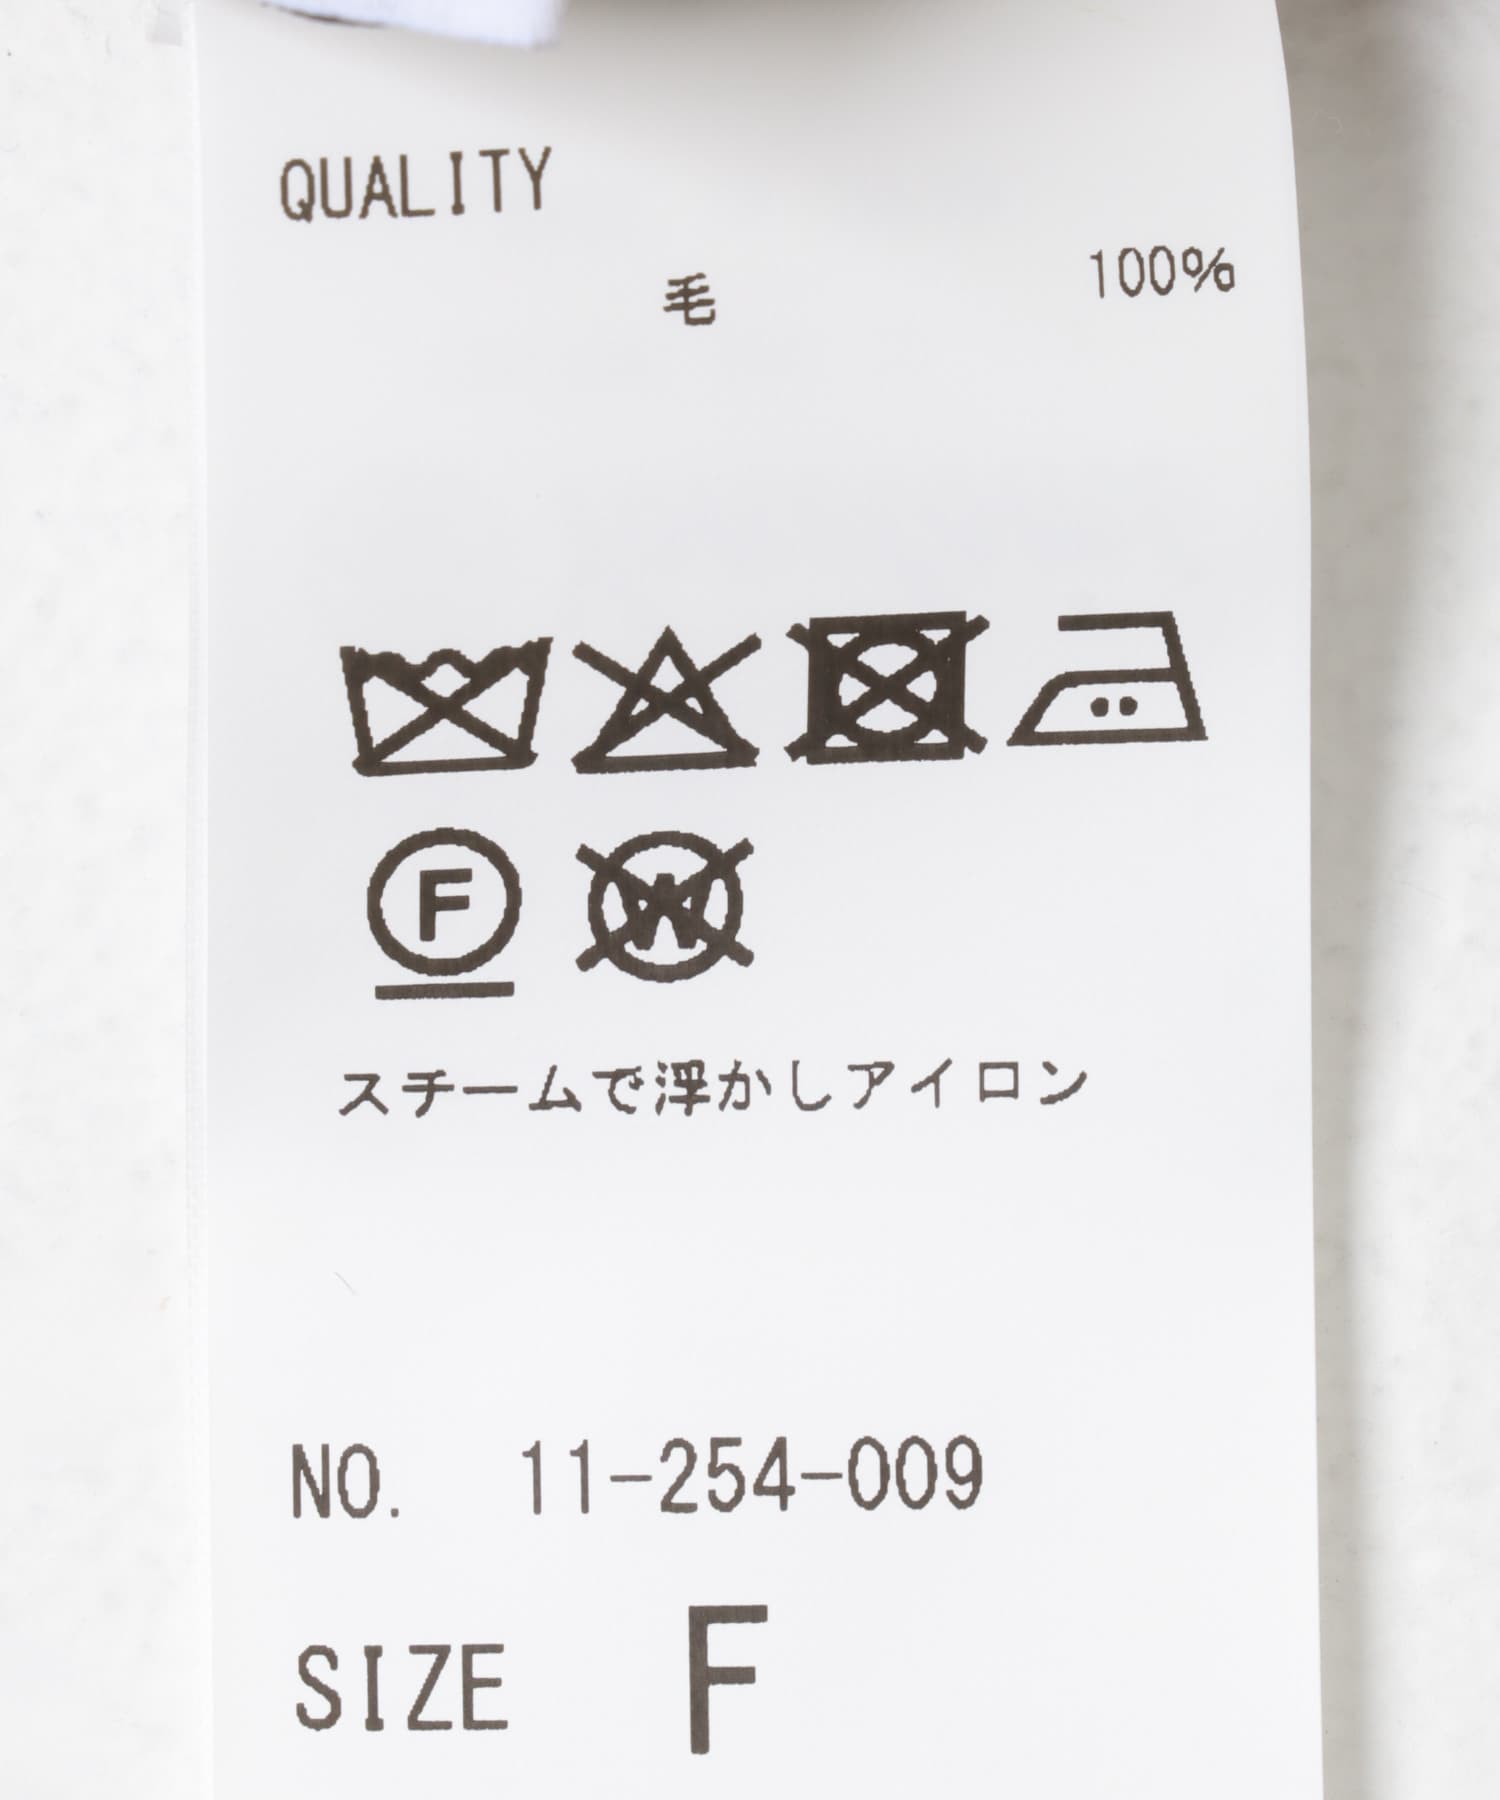 QUALITY
毛 100%
F
W
スチームで浮かしアイロン
NO. 11-254-009
SIZE F